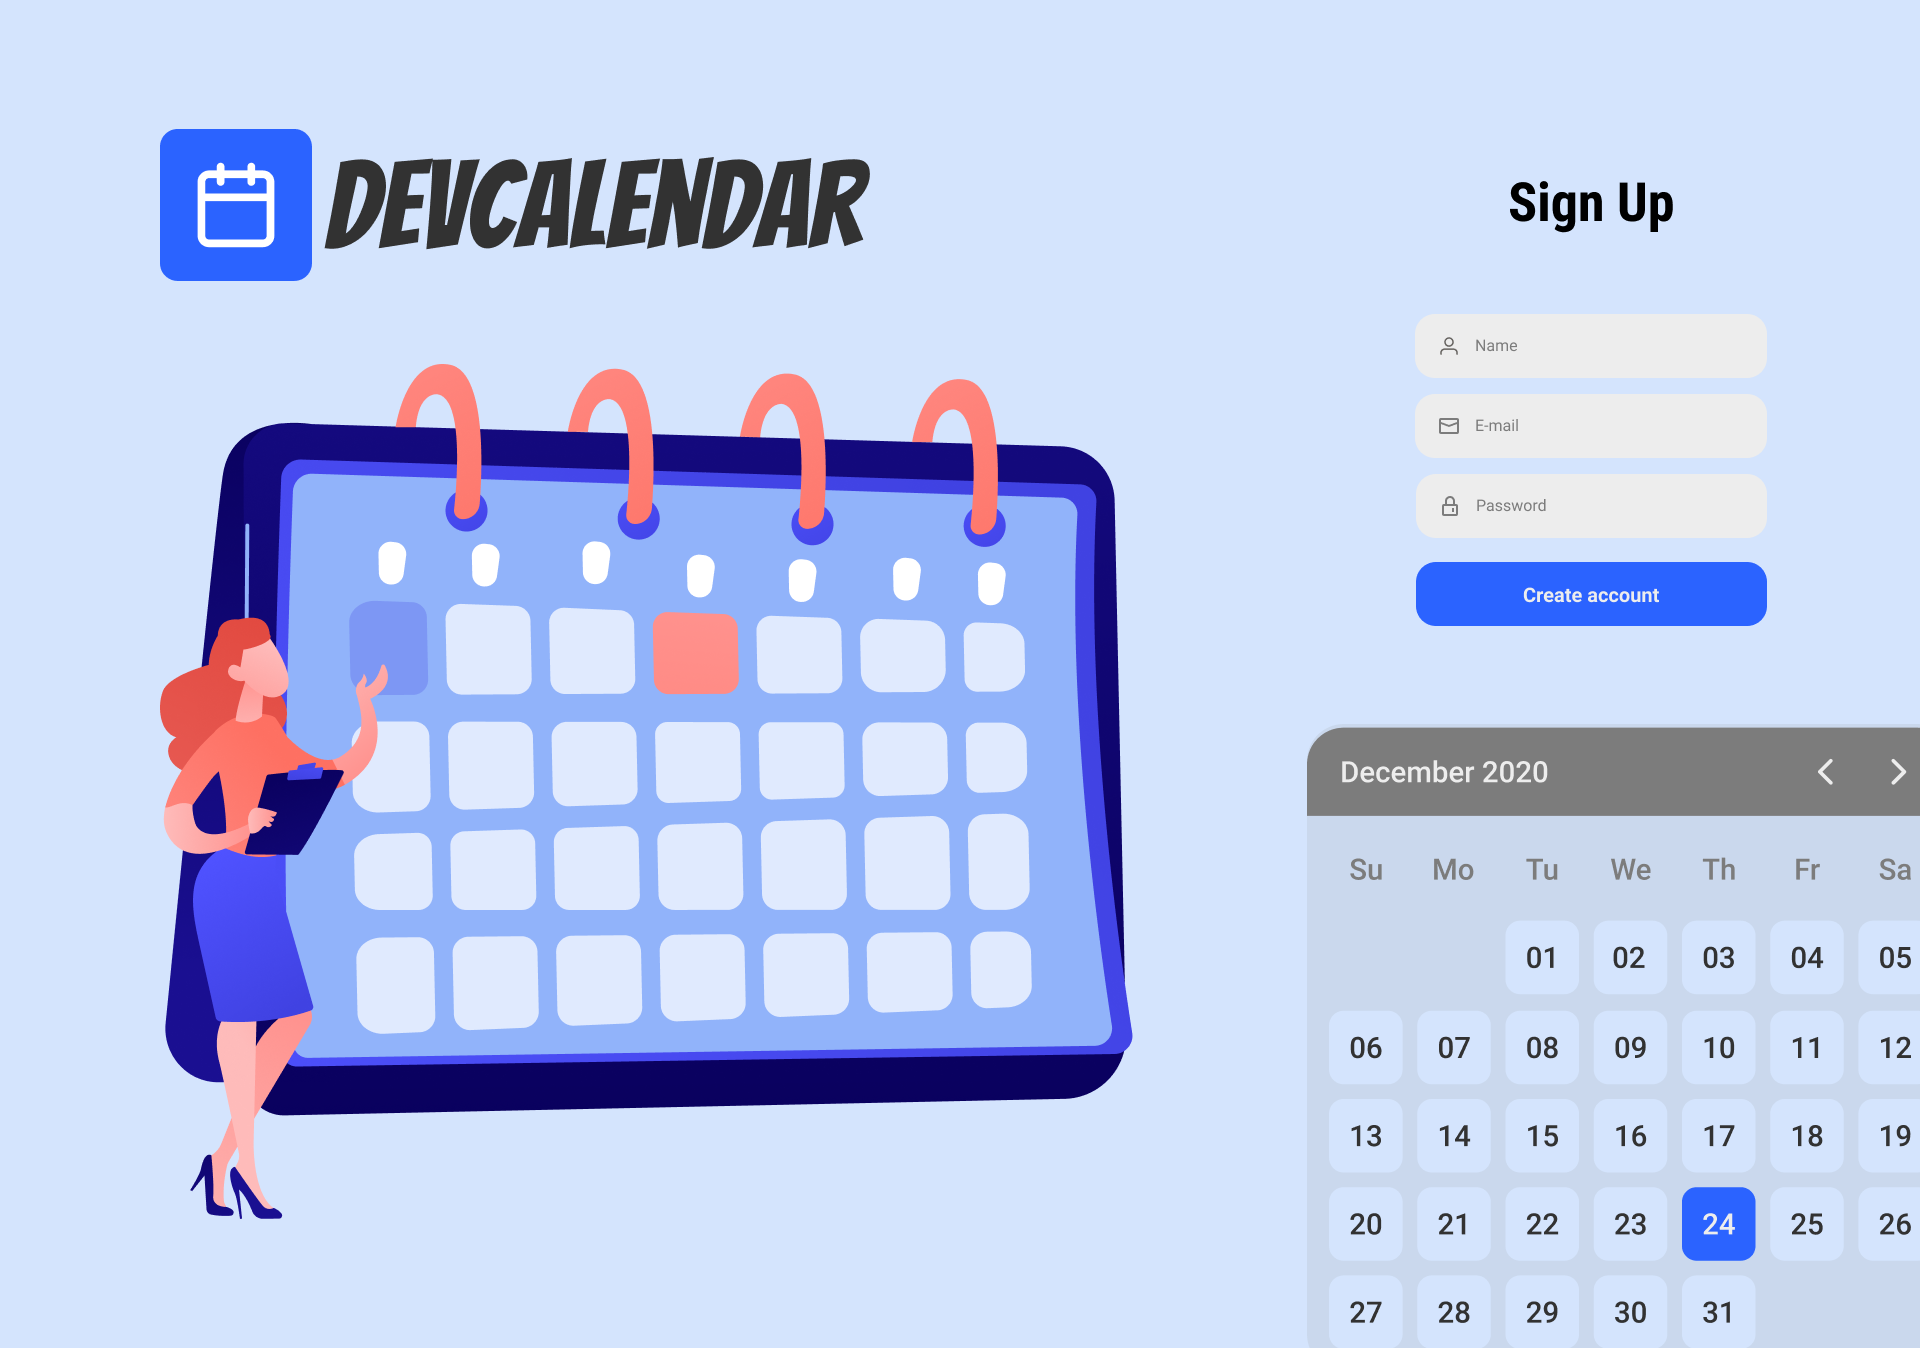 DEVCALENDAR
Sign Up
Name
E-mail
Password
Create account
December 2020
Su Mo Tu We Th Fr Sa
01 02 03 04 05
06 07 08 09 10 11 12
13 14 15 16 17 18 19
20 21 22 23 24 25 26
27 28 29 30 31